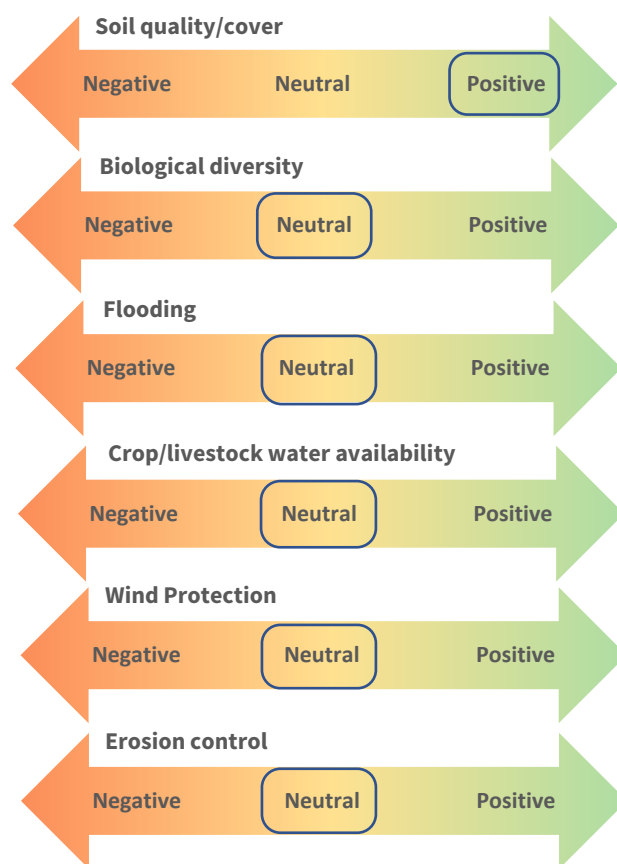 Soil quality/cover
Negative Neutral Positive
Biological diversity
Negative Neutral Positive
Flooding
Negative Neutral Positive
Crop/livestock water availability
Negative Neutral Positive
Wind Protection
Negative Neutral Positive
Erosion control
Negative Neutral Positive